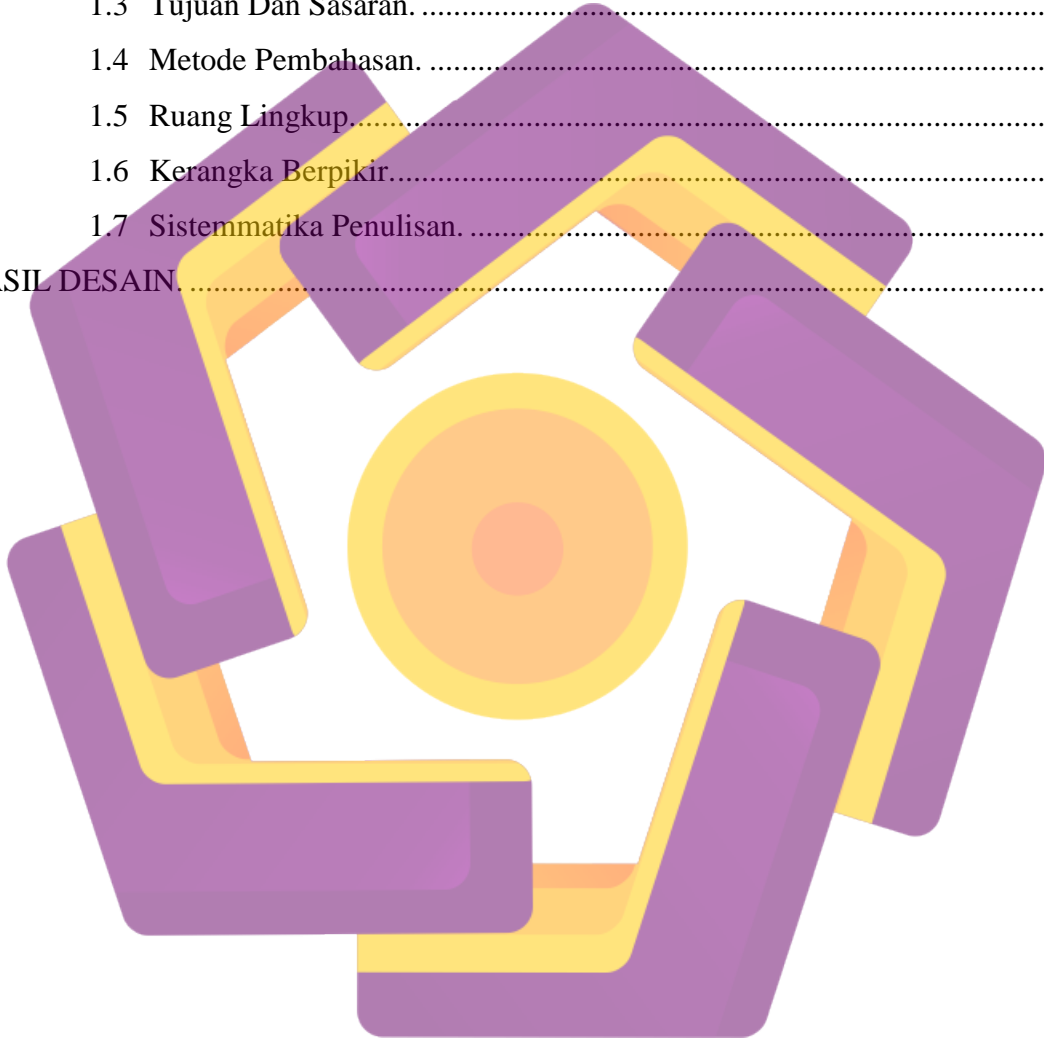 1.3 Tujuan Dan Sasaran. ........................................................................
1.4 Metode Pembahasan. .......................................................................
1.5 Ruang Lingkup................................................................................
1.6 Kerangka Berpikir............................................................................
1.7 Sistemmatika Penulisan. ..................................................................
DESAIN. ............................................................................................